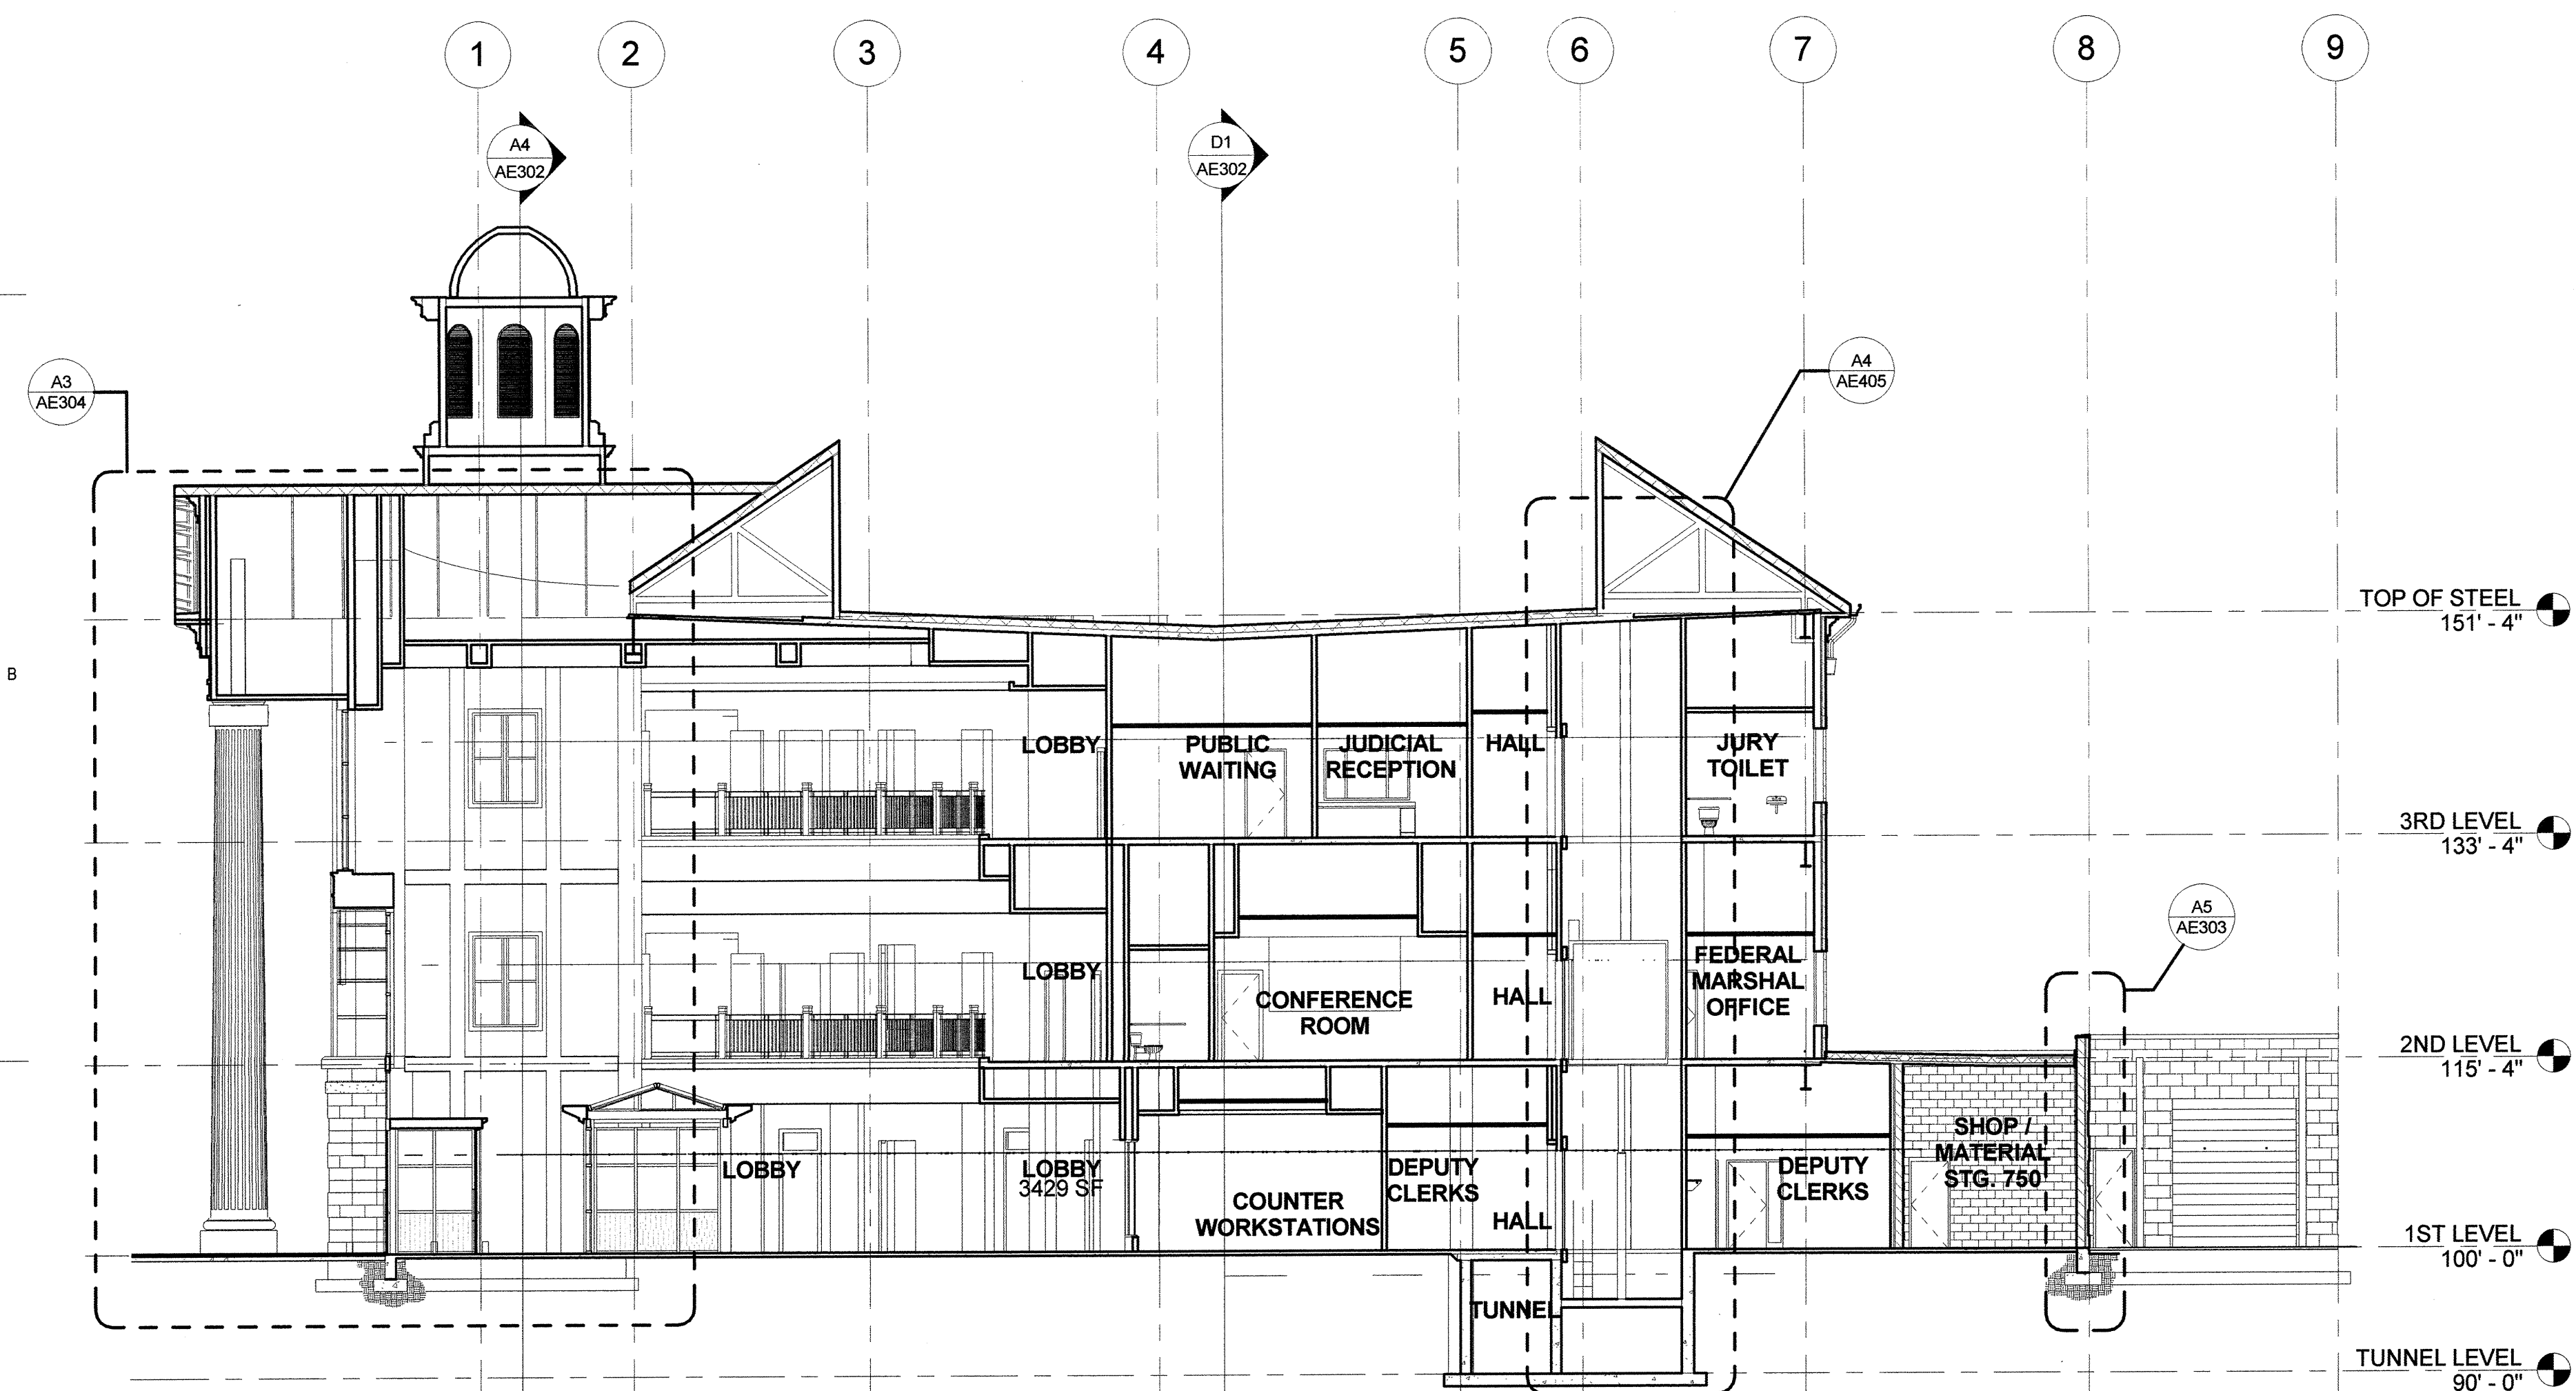 1
2
3
4
5
6
7
8
9
A4
AE302
D1
AE302
A3
AE304
A4
AE405
TOP OF STEEL
151' - 4"
B
LOBBY
PUBLIC
WAITING
JUDICIAL
RECEPTION
HALL
JURY
TOILET
3RD LEVEL
133' - 4"
A5
AE303
LOBBY
CONFERENCE
ROOM
HALL
FEDERAL
MARSHAL
OFFICE
2ND LEVEL
115' - 4"
LOBBY
LOBBY
3429 SF
COUNTER
WORKSTATIONS
DEPUTY
CLERKS
HALL
DEPUTY
CLERKS
SHOP /
MATERIAL
STG. 750
1ST LEVEL
100' - 0"
TUNNEL
TUNNEL LEVEL
90' - 0"